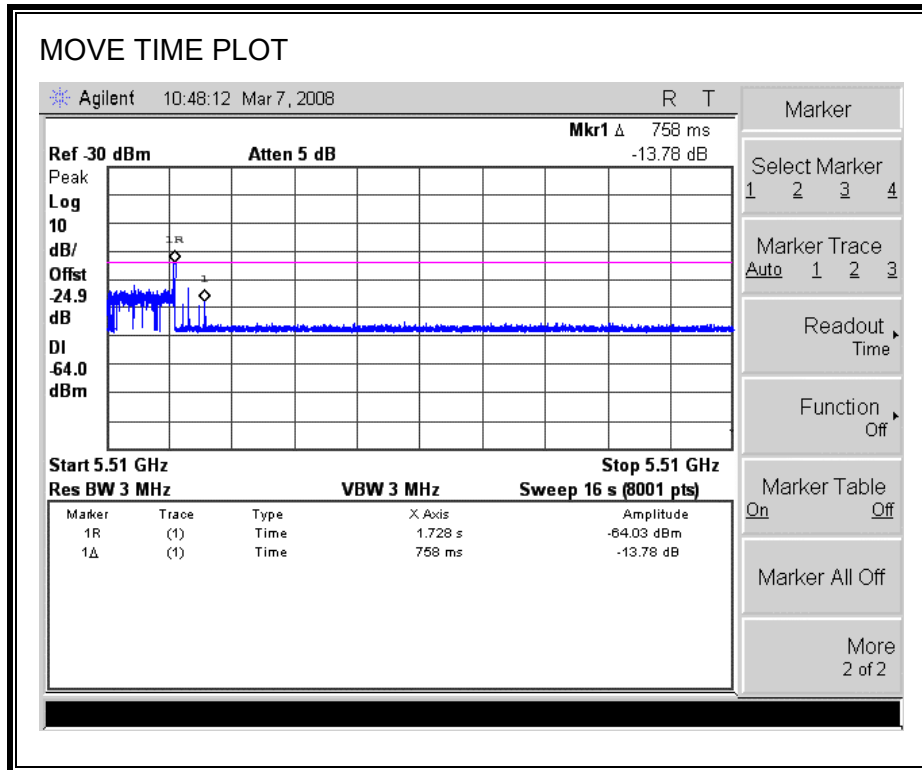 MOVE TIME PLOT
Agilent 10:48:12 Mar 7, 2008 R T
Mkr1 Δ 758 ms
Ref -30 dBm Atten 5 dB -13.78 dB
Peak
Log
10
dB/
Offst
-24.9
dB
DI
-64.0
dBm
1R
1
Start 5.51 GHz Stop 5.51 GHz
Res BW 3 MHz VBW 3 MHz Sweep 16 s (8001 pts)
Marker Trace Type X Axis Amplitude
1R (1) Time 1.728 s -64.03 dBm
1Δ (1) Time 758 ms -13.78 dB
Marker
Select Marker
1 2 3 4
Marker Trace
Auto 1 2 3
Readout
Time
Function
Off
Marker Table
On Off
Marker All Off
More
2 of 2